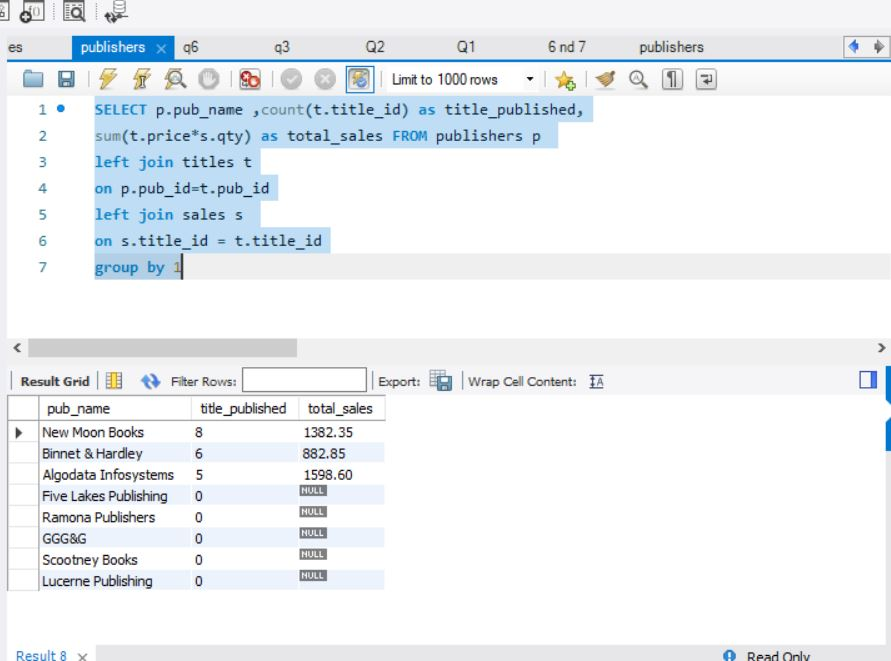 es publishers q6 q3 Q2 Q1 6 nd 7 publishers
Limit to 1000 rows
1 SELECT p.pub_name ,count(t.title_id) as title_published,
2 sum(t.price*s.qty) as total_sales FROM publishers p
3 left join titles t
4 on p.pub_id=t.pub_id
5 left join sales s
6 on s.title_id = t.title_id
7 group by 1
Result Grid Filter Rows: Export: Wrap Cell Content:
pub_name title_published total_sales
New Moon Books 8 1382.35
Binnet & Hardley 6 882.85
Algodata Infosystems 5 1598.60
Five Lakes Publishing 0 NULL
Ramona Publishers 0 NULL
GGG&G 0 NULL
Scootney Books 0 NULL
Lucerne Publishing 0 NULL
Result 8 Read Only